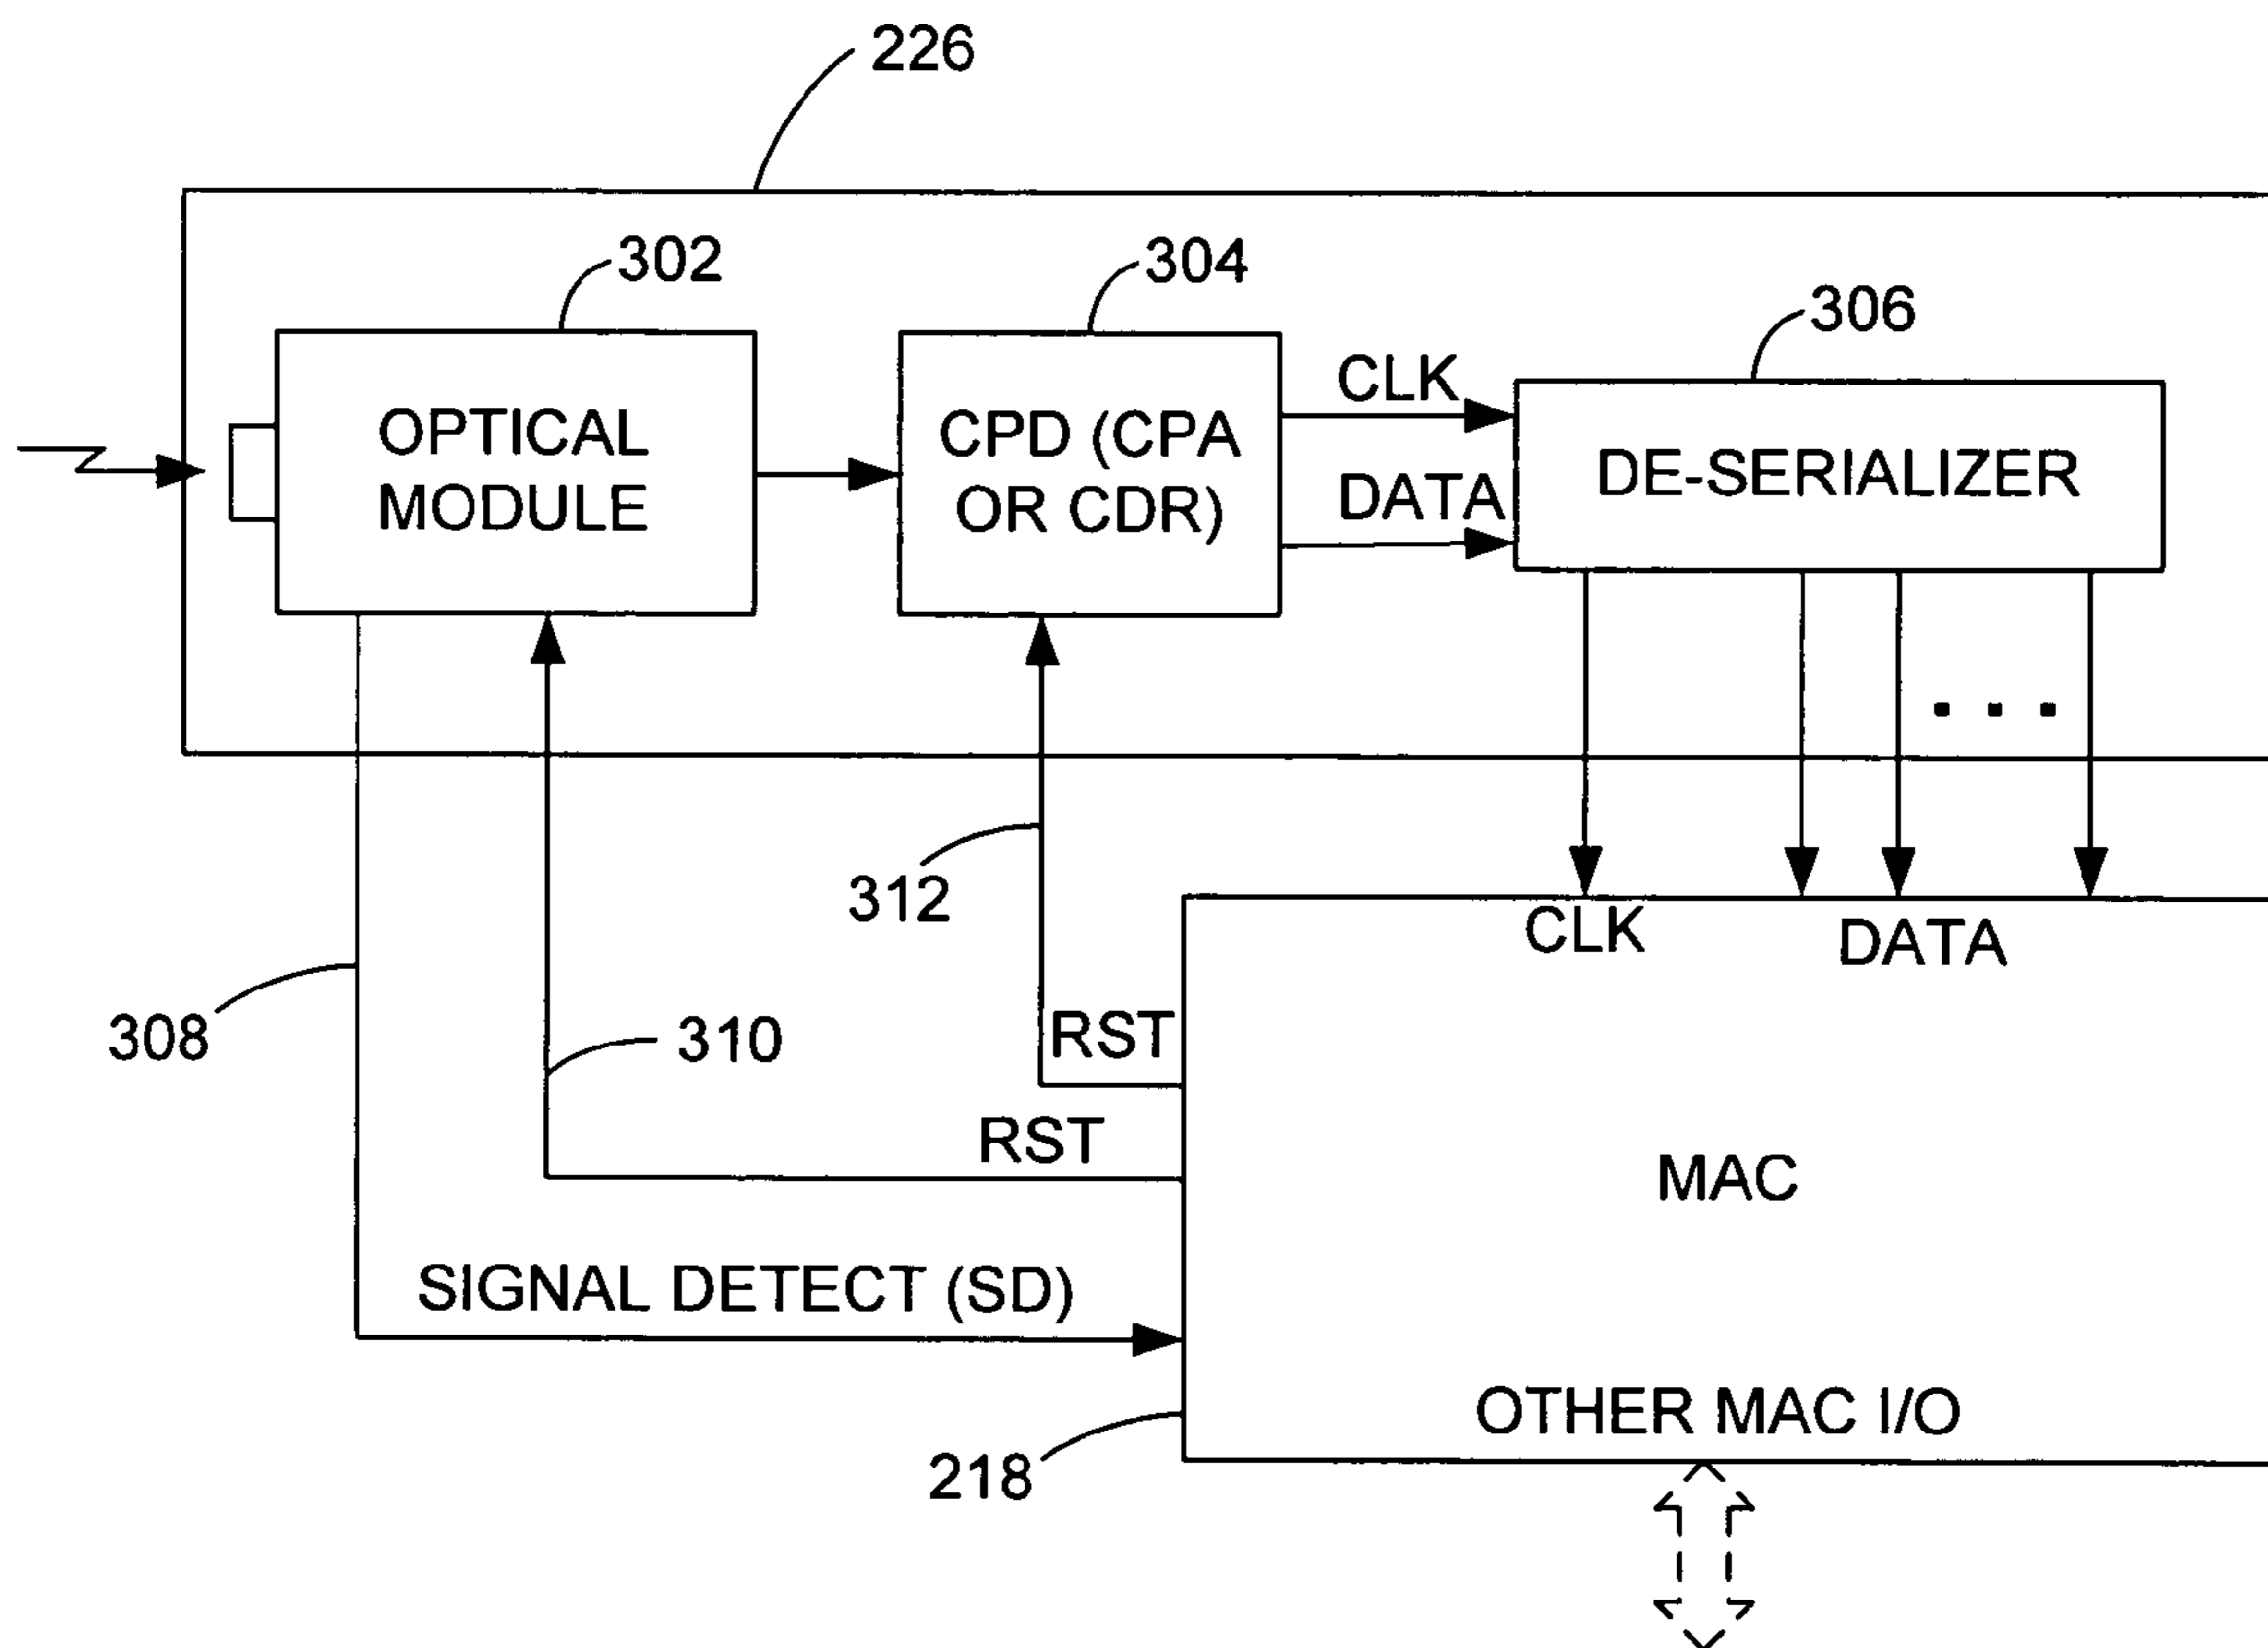 226
302
304
306
OPTICAL
MODULE
CPD (CPA
OR CDR)
CLK
DATA
DE-SERIALIZER
312
CLK
DATA
308
310
RST
RST
MAC
SIGNAL DETECT (SD)
218
OTHER MAC I/O